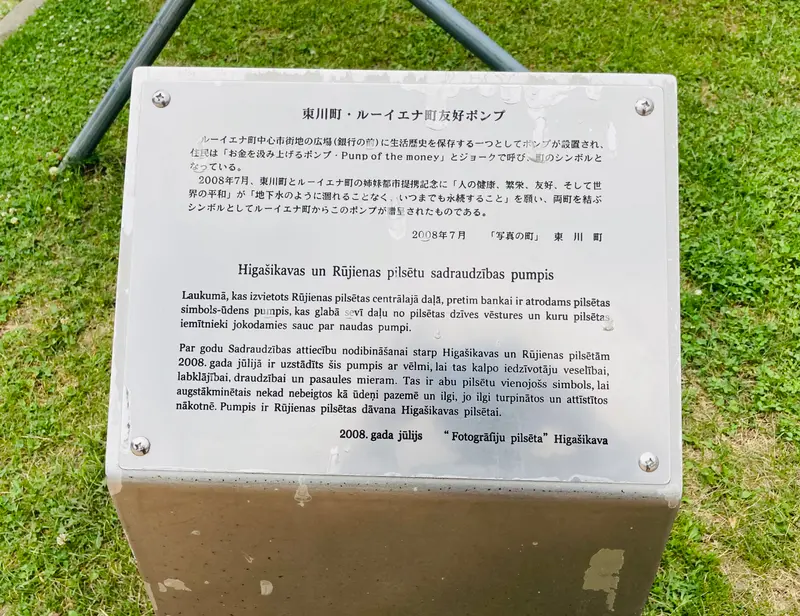 東川町・ルーイエナ町友好ポンプ
ルーイエナ町中心市街地の広場(銀行の前)に生活歴史を保存する一つとしてポンプが設置され、
住民は「お金を汲み上げるポンプ・Punp of the money」とジョークで呼び、町のシンボルと
なっている。
2008年7月、東川町とルーイエナ町の姉妹都市提携記念に「人の健康、繁栄、友好、そして世
界の平和」が「地下水のように涸れることなく、いつまでも永続すること」を願い、両町を結ぶ
シンボルとしてルーイエナ町からこのポンプが贈呈されたものである。
2008年7月 「写真の町」 東川町
Higašikavas un Rūjienas pilsētu sadraudzības pumpis
Laukumā, kas izvietots Rūjienas pilsētas centrālajā daļā, pretim bankai ir atrodams pilsētas
simbols-ūdens pumpis, kas glabā sevī daļu no pilsētas dzīves vēstures un kuru pilsētas
iemītnieki jokodamies sauc par naudas pumpi.
Par godu Sadraudzības attiecību nodibināšanai starp Higašikavas un Rūjienas pilsētām
2008. gada jūlijā ir uzstādīts šis pumpis ar vēlmi, lai tas kalpo iedzīvotāju veselībai,
labklājībai, draudzībai un pasaules mieram. Tas ir abu pilsētu vienojošs simbols, lai
augstākminētais nekad nebeigtos kā ūdeņi pazemē un ilgi, jo ilgi turpinātos un attīstītos
nākotnē. Pumpis ir Rūjienas pilsētas dāvana Higašikavas pilsētai.
2008. gada jūlijs "Fotogrāfiju pilsēta" Higašikava